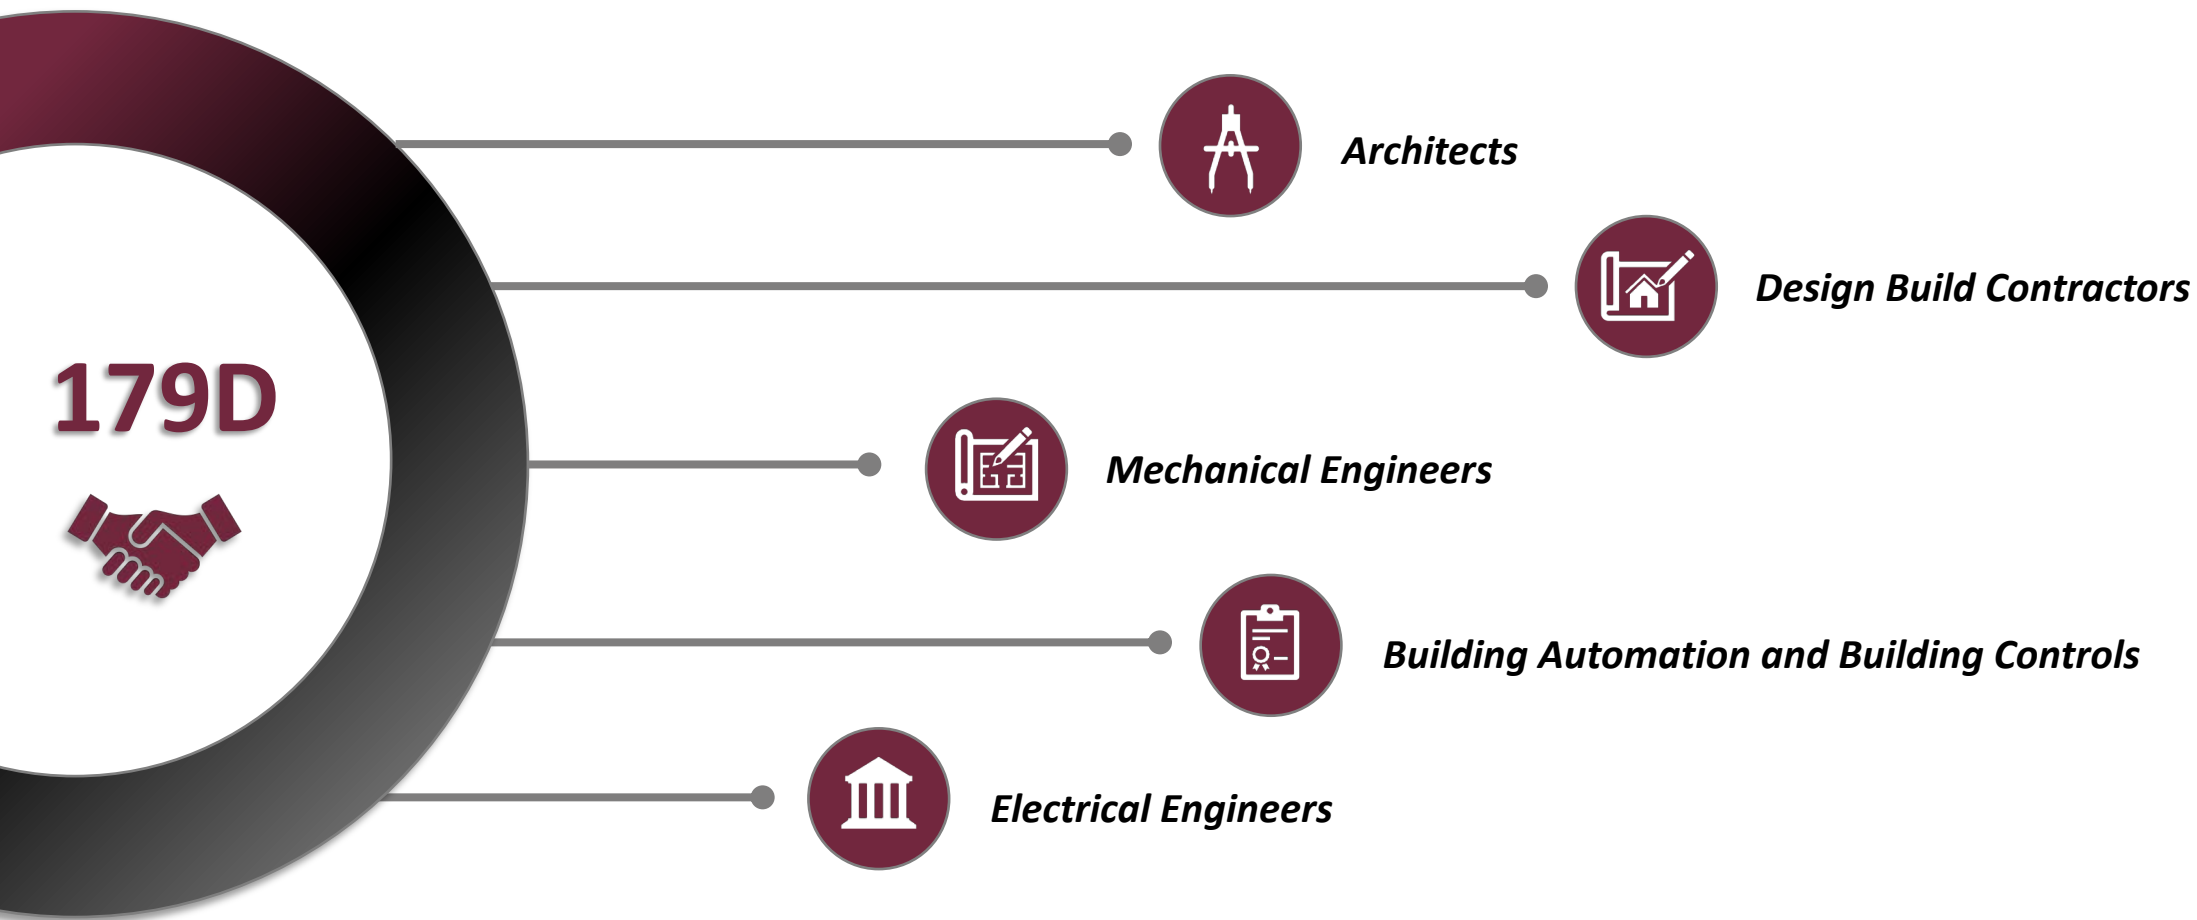 Architects
Design Build Contractors
179D
Mechanical Engineers
Building Automation and Building Controls
Electrical Engineers